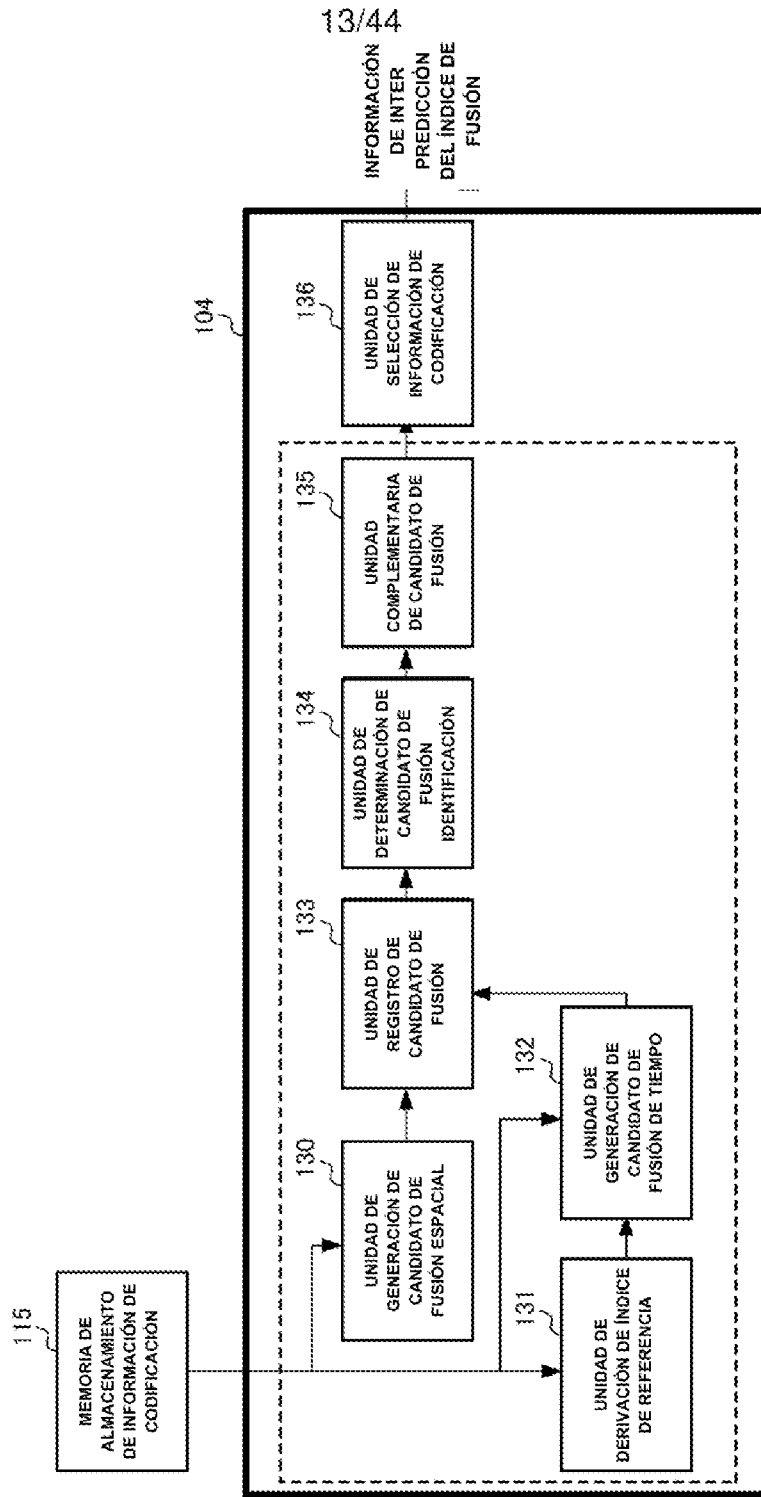 13/44
115
MEMORIA DE
ALMACENAMIENTO
DE INFORMACIÓN DE
CODIFICACIÓN
104
130
UNIDAD DE
GENERACIÓN DE
CANDIDATO DE
FUSIÓN ESPACIAL
131
UNIDAD DE
DERIVACIÓN DE ÍNDICE
DE REFERENCIA
132
UNIDAD DE
GENERACIÓN DE
CANDIDATO DE
FUSIÓN DE TIEMPO
133
UNIDAD DE
REGISTRO DE
CANDIDATO DE
FUSIÓN
134
UNIDAD DE
DETERMINACIÓN DE
CANDIDATO DE
FUSIÓN
IDENTIFICACIÓN
135
UNIDAD
COMPLEMENTARIA
DE CANDIDATO DE
FUSIÓN
136
UNIDAD DE
SELECCIÓN DE
INFORMACIÓN DE
CODIFICACIÓN
INFORMACIÓN
DE INTER
PREDICCIÓN
DEL ÍNDICE DE
FUSIÓN